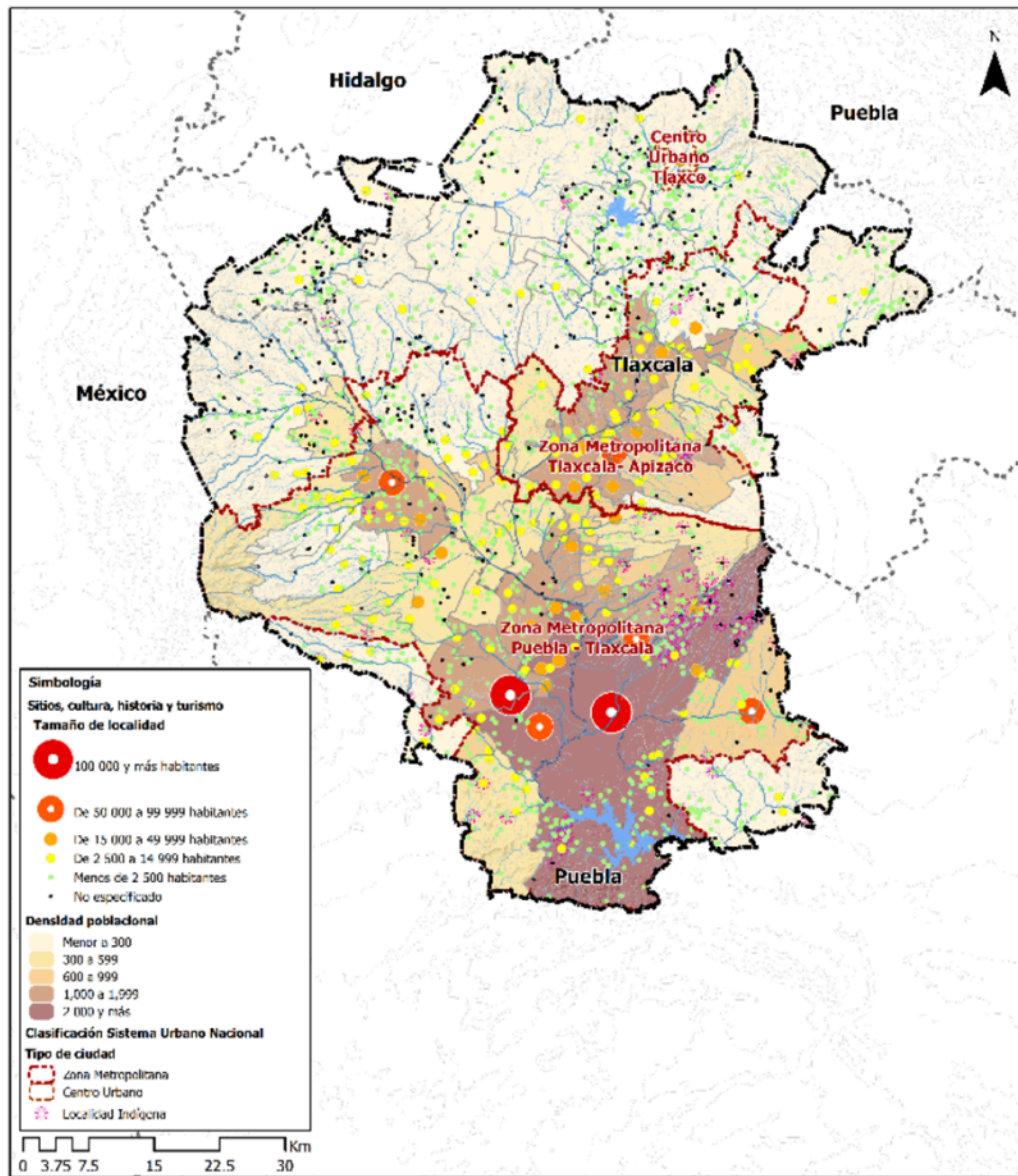 N
Hidalgo
Puebla
Centro
Urbano
Tlaxco
Tlaxcala
México
Zona Metropolitana
Tlaxcala- Apizaco
Zona Metropolitana
Puebla - Tlaxcala
Puebla
Simbología
Sitios, cultura, historia y turismo
Tamaño de localidad
100 000 y más habitantes
De 50 000 a 99 999 habitantes
De 15 000 a 49 999 habitantes
De 2 500 a 14 999 habitantes
Menos de 2 500 habitantes
No especificado
Densidad poblacional
Menor a 300
300 a 599
600 a 999
1,000 a 1,999
2 000 y más
Clasificación Sistema Urbano Nacional
Tipo de ciudad
Zona Metropolitana
Centro Urbano
Localidad Indígena
Km
0 3.75 7.5 15 22.5 30